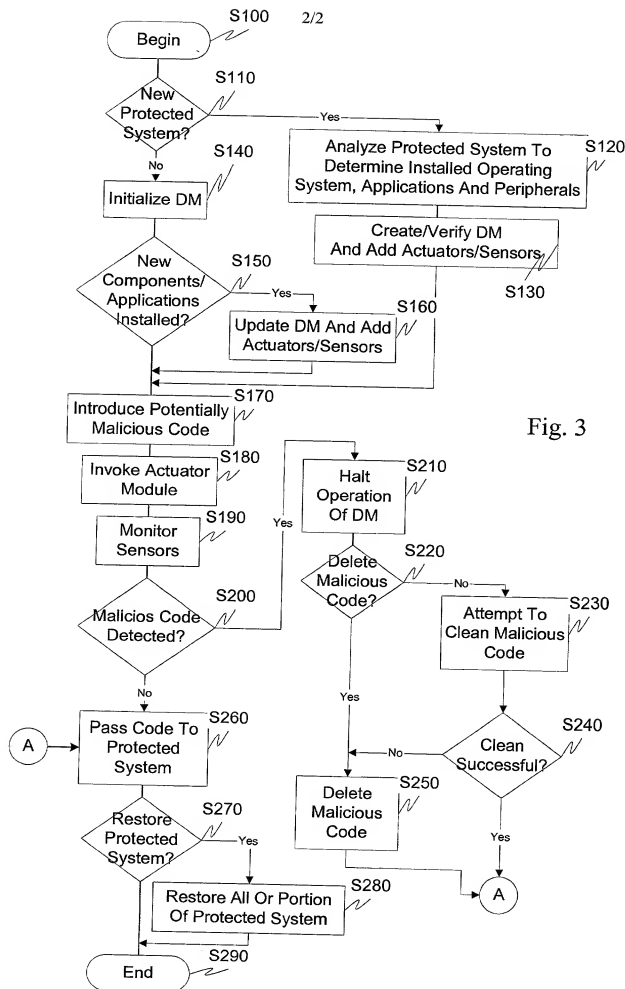 S100
2/2
Begin
S110
New
Protected
System?
Yes
No
S120
Analyze Protected System To
Determine Installed Operating
System, Applications And Peripherals
S140
Initialize DM
Create/Verify DM
And Add Actuators/Sensors
S130
S150
New
Components/
Applications
Installed?
Yes
S160
Update DM And Add
Actuators/Sensors
S170
Introduce Potentially
Malicious Code
Fig. 3
S180
Invoke Actuator
Module
S190
Monitor
Sensors
S200
Malicios Code
Detected?
Yes
No
S210
Halt
Operation
Of DM
S220
Delete
Malicious
Code?
No
Yes
S230
Attempt To
Clean Malicious
Code
S240
Clean
Successful?
No
Yes
S250
Delete
Malicious
Code
A
A
S260
Pass Code To
Protected
System
S270
Restore
Protected
System?
Yes
S280
Restore All Or Portion
Of Protected System
S290
End